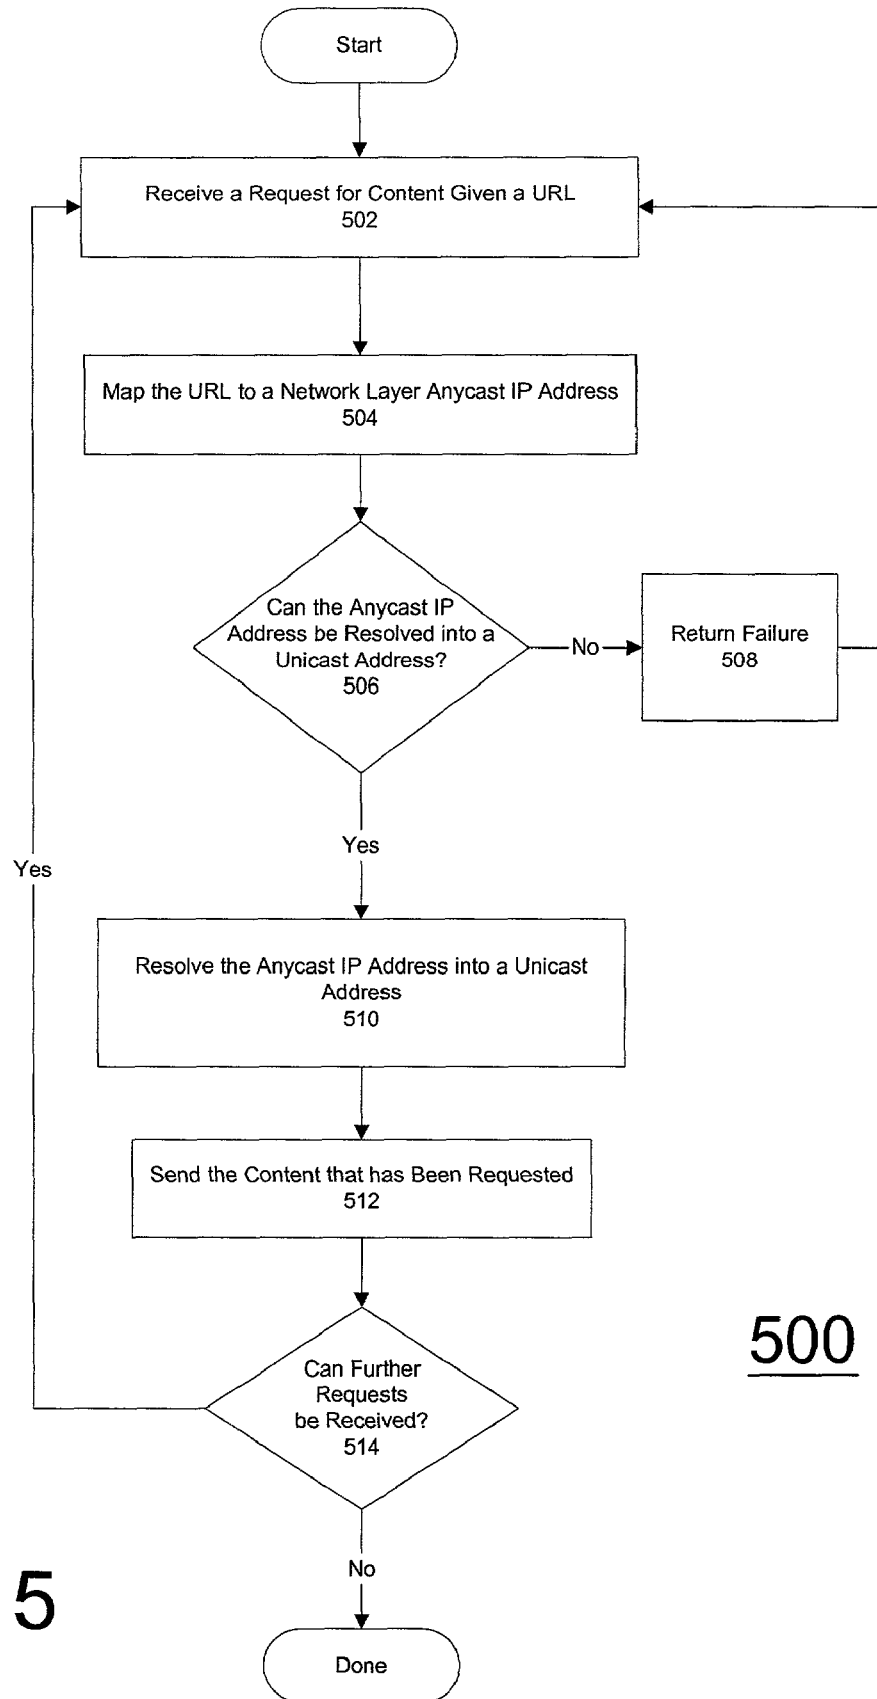 Start
Receive a Request for Content Given a URL
502
Map the URL to a Network Layer Anycast IP Address
504
Can the Anycast IP
Address be Resolved into a
Unicast Address?
506
No
Return Failure
508
Yes
Yes
Resolve the Anycast IP Address into a Unicast
Address
510
Send the Content that has Been Requested
512
Can Further
Requests
be Received?
514
500
No
5
Done